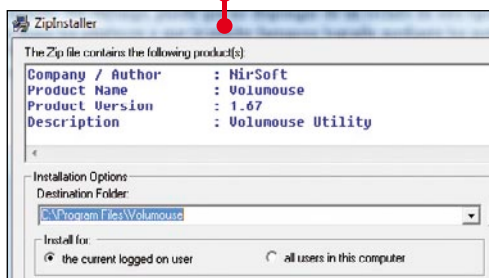 ZipInstaller
The Zip file contains the following product(s):
Company / Author : NirSoft
Product Name : Volumouse
Product Version : 1.67
Description : Volumouse Utility
Installation Options
Destination Folder:
C:\Program Files\Volumouse
Install for:
the current logged on user all users in this computer